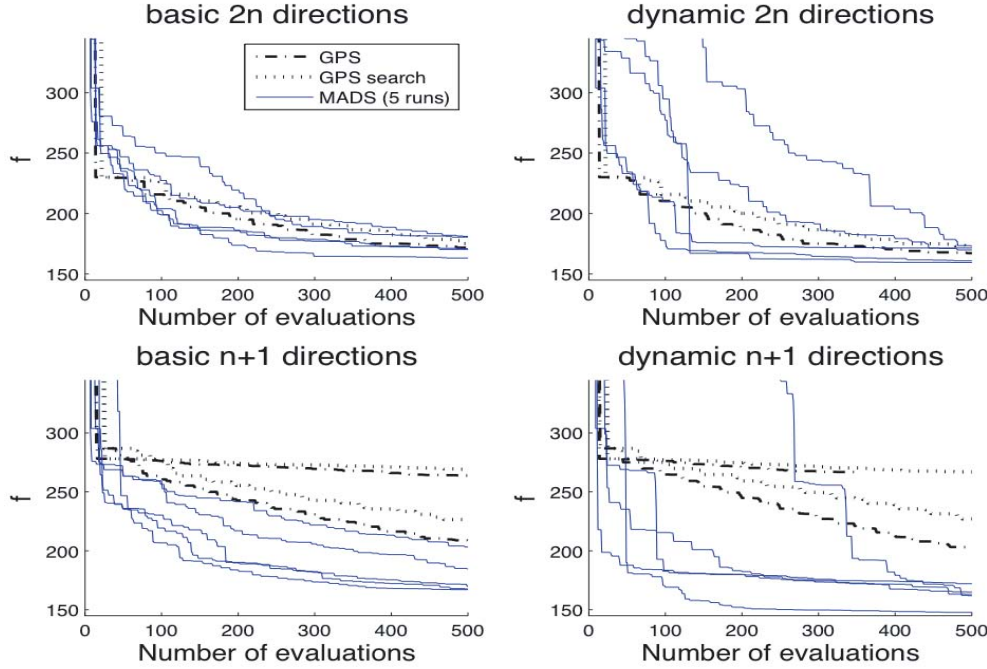 basic 2n directions
GPS
GPS search
MADS (5 runs)
f
300
250
200
150
0 100 200 300 400 500
Number of evaluations
dynamic 2n directions
f
300
250
200
150
0 100 200 300 400 500
Number of evaluations
basic n+1 directions
f
300
250
200
150
0 100 200 300 400 500
Number of evaluations
dynamic n+1 directions
f
300
250
200
150
0 100 200 300 400 500
Number of evaluations